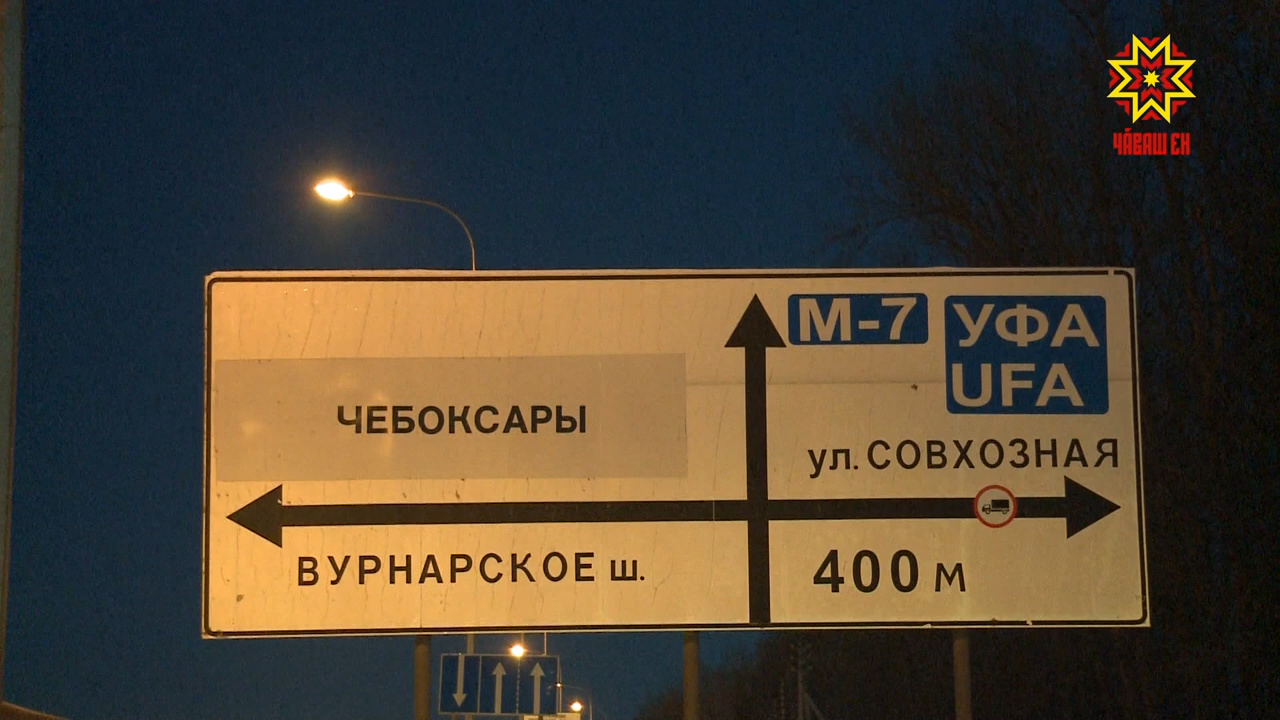 ЧӐВАШ ЕН
М-7
УФА
UFA
ЧЕБОКСАРЫ
ул. СОВХОЗНАЯ
ВУРНАРСКОЕ ш.
400 м